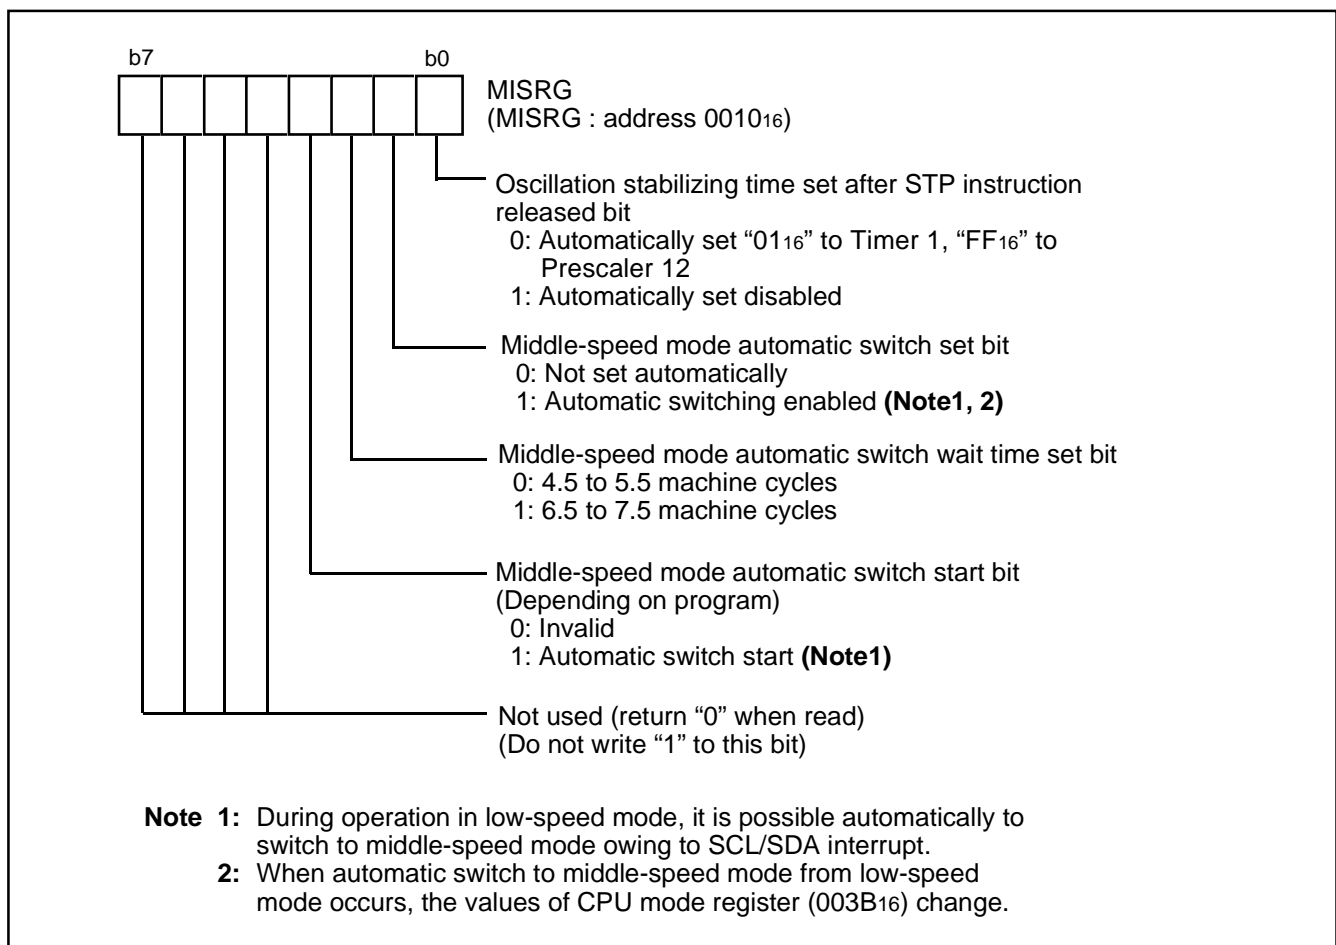 b7 b0
MISRG
(MISRG : address 001016)
Oscillation stabilizing time set after STP instruction
released bit
0: Automatically set “0116” to Timer 1, “FF16” to
Prescaler 12
1: Automatically set disabled
Middle-speed mode automatic switch set bit
0: Not set automatically
1: Automatic switching enabled (Note1, 2)
Middle-speed mode automatic switch wait time set bit
0: 4.5 to 5.5 machine cycles
1: 6.5 to 7.5 machine cycles
Middle-speed mode automatic switch start bit
(Depending on program)
0: Invalid
1: Automatic switch start (Note1)
Not used (return “0” when read)
(Do not write “1” to this bit)
Note 1: During operation in low-speed mode, it is possible automatically to
switch to middle-speed mode owing to SCL/SDA interrupt.
2: When automatic switch to middle-speed mode from low-speed
mode occurs, the values of CPU mode register (003B16) change.